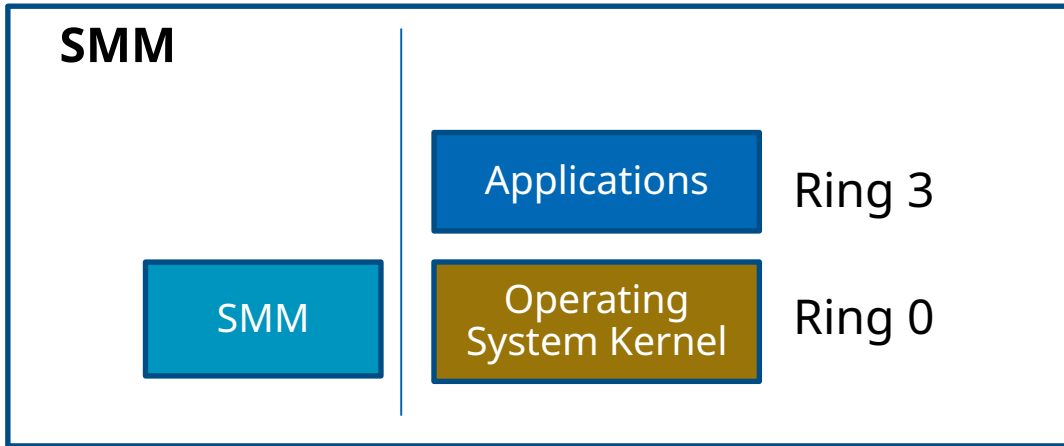 SMM
Applications
Ring 3
SMM
Operating
System Kernel
Ring 0